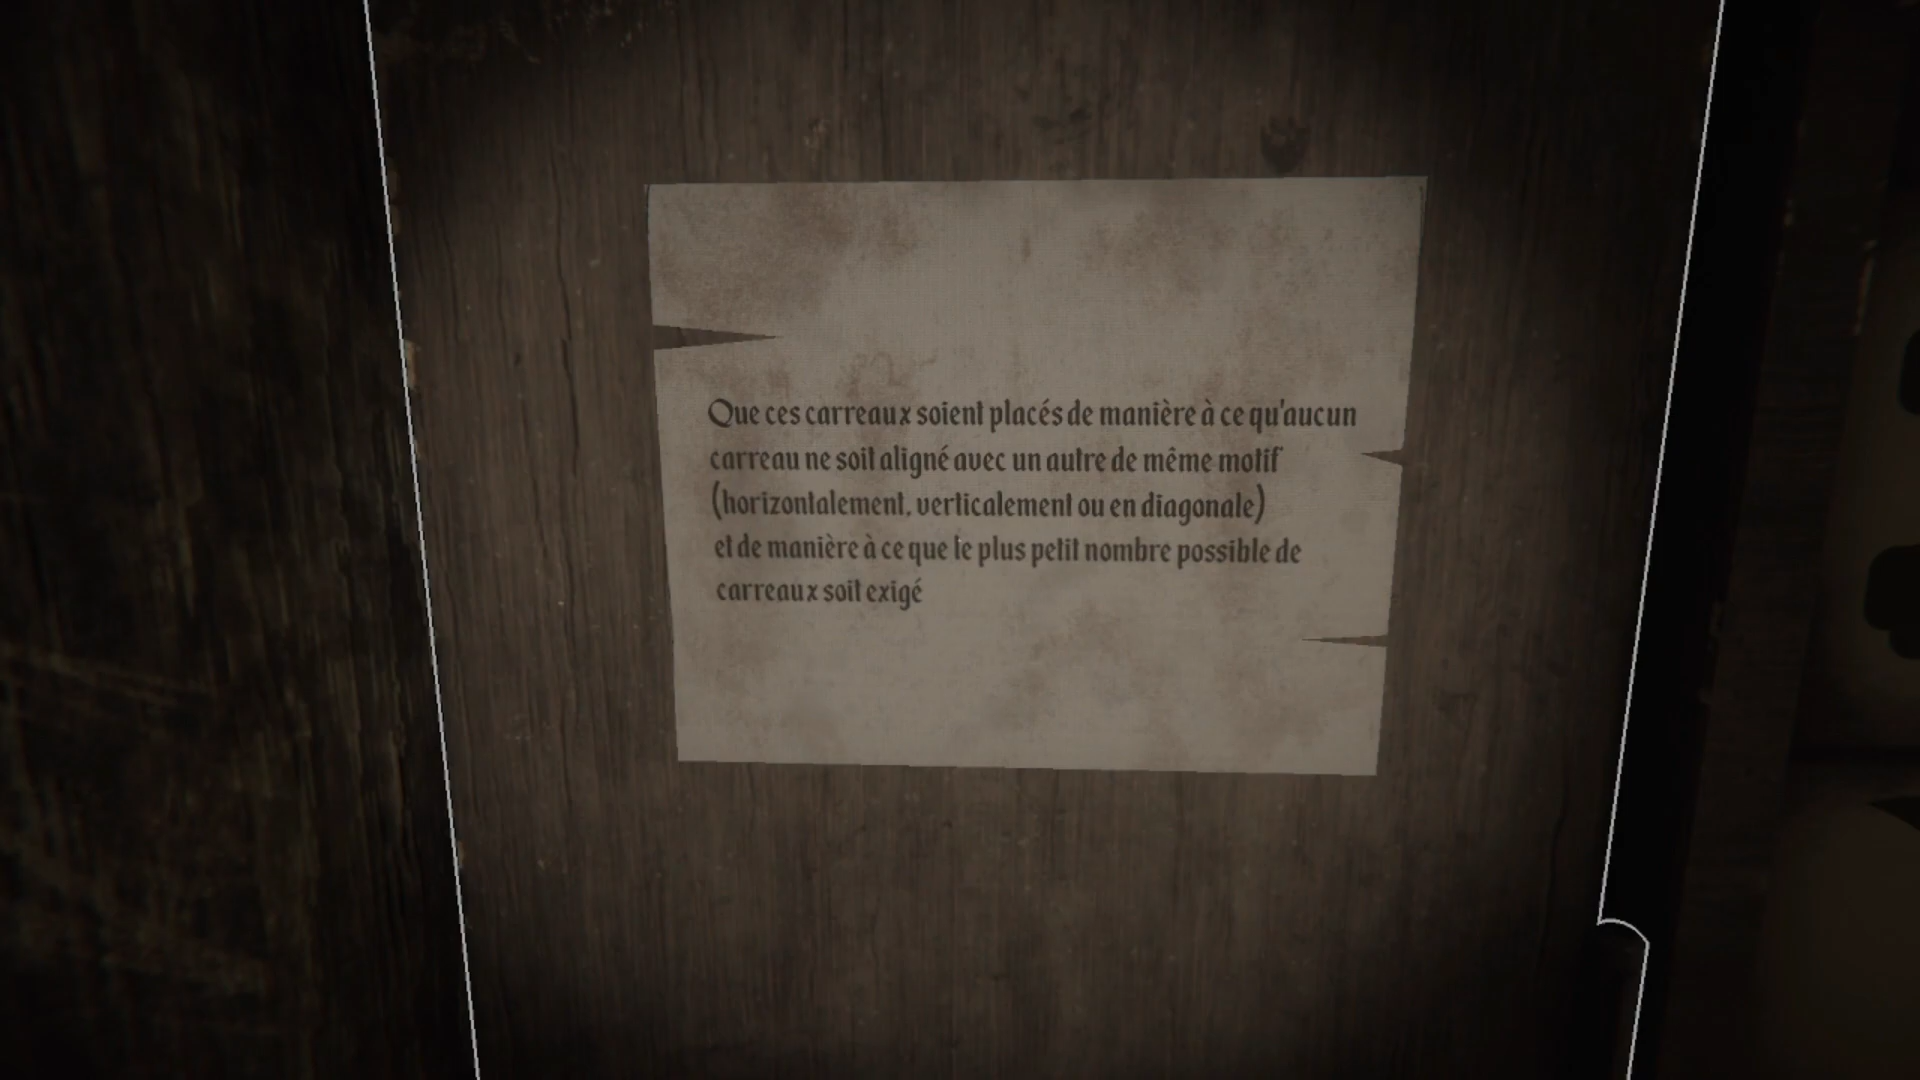 Que ces carreaux soient placés de manière à ce qu'aucun
carreau ne soit aligné avec un autre de même motif
(horizontalement, verticalement ou en diagonale)
et de manière à ce que le plus petit nombre possible de
carreaux soit exigé